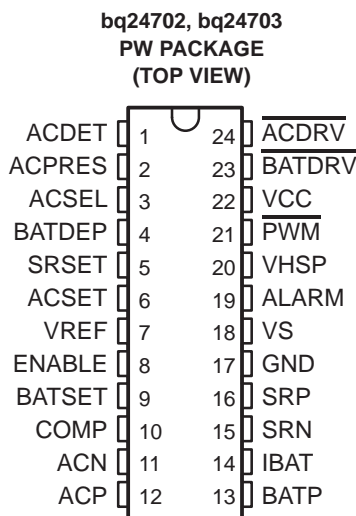 bq24702, bq24703
PW PACKAGE
(TOP VIEW)
ACDET 1 24 ACDRV
ACPRES 2 23 BATDRV
ACSEL 3 22 VCC
BATDEP 4 21 PWM
SRSET 5 20 VHSP
ACSET 6 19 ALARM
VREF 7 18 VS
ENABLE 8 17 GND
BATSET 9 16 SRP
COMP 10 15 SRN
ACN 11 14 IBAT
ACP 12 13 BATP